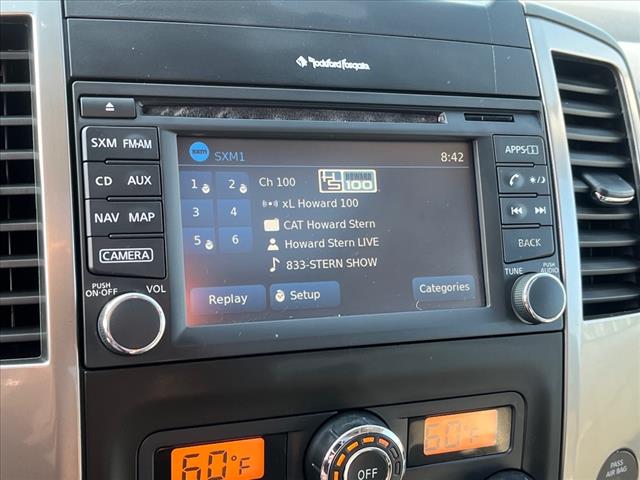 Rockford Fosgate
SXM FM·AM
CD AUX
NAV MAP
CAMERA
PUSH
ON·OFF
VOL
sxm SXM1 8:42
1 2 Ch 100 HS HOWARD 100
3 4 xL Howard 100
CAT Howard Stern
5 6 Howard Stern LIVE
833-STERN SHOW
Replay Setup Categories
APPS
BACK
TUNE
PUSH
AUDIO
60°F
OFF
60°F
PASS
AIR BAG